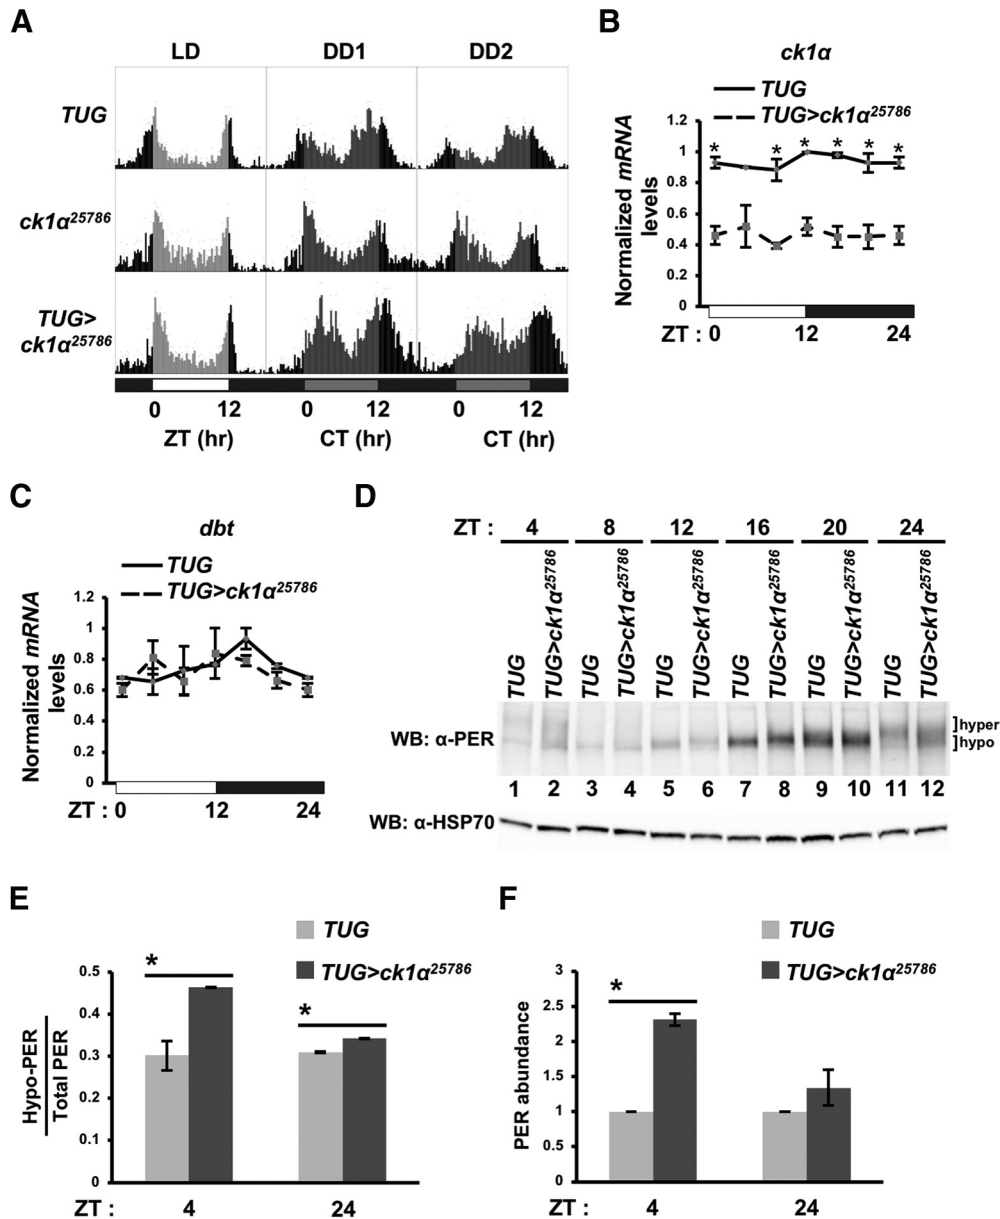 A
LD DD1 DD2
TUG
ck1α25786
TUG>
ck1α25786
0 12 0 12 0 12
ZT (hr) CT (hr) CT (hr)
B
ck1α
TUG
TUG>ck1α25786
Normalized mRNA
levels
1.2
1
0.8
0.6
0.4
0.2
0
* * * * * *
ZT : 0 12 24
C
dbt
TUG
TUG>ck1α25786
Normalized mRNA
levels
1.2
1
0.8
0.6
0.4
0.2
0
ZT : 0 12 24
D
ZT : 4 8 12 16 20 24
TUG TUG>ck1α25786 TUG TUG>ck1α25786 TUG TUG>ck1α25786 TUG TUG>ck1α25786 TUG TUG>ck1α25786 TUG TUG>ck1α25786
WB: α-PER
]hyper
]hypo
1 2 3 4 5 6 7 8 9 10 11 12
WB: α-HSP70
E
TUG
TUG>ck1α25786
Hypo-PER
Total PER
0.5
0.4
0.3
0.2
0.1
0
* *
ZT : 4 24
F
TUG
TUG>ck1α25786
PER abundance
3
2.5
2
1.5
1
0.5
0
*
ZT : 4 24